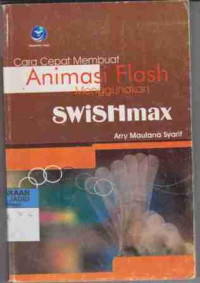 Cara Cepat Membuat
Animasi Flash
Menggunakan
SWiSHmax
Arry Maulana Syarif